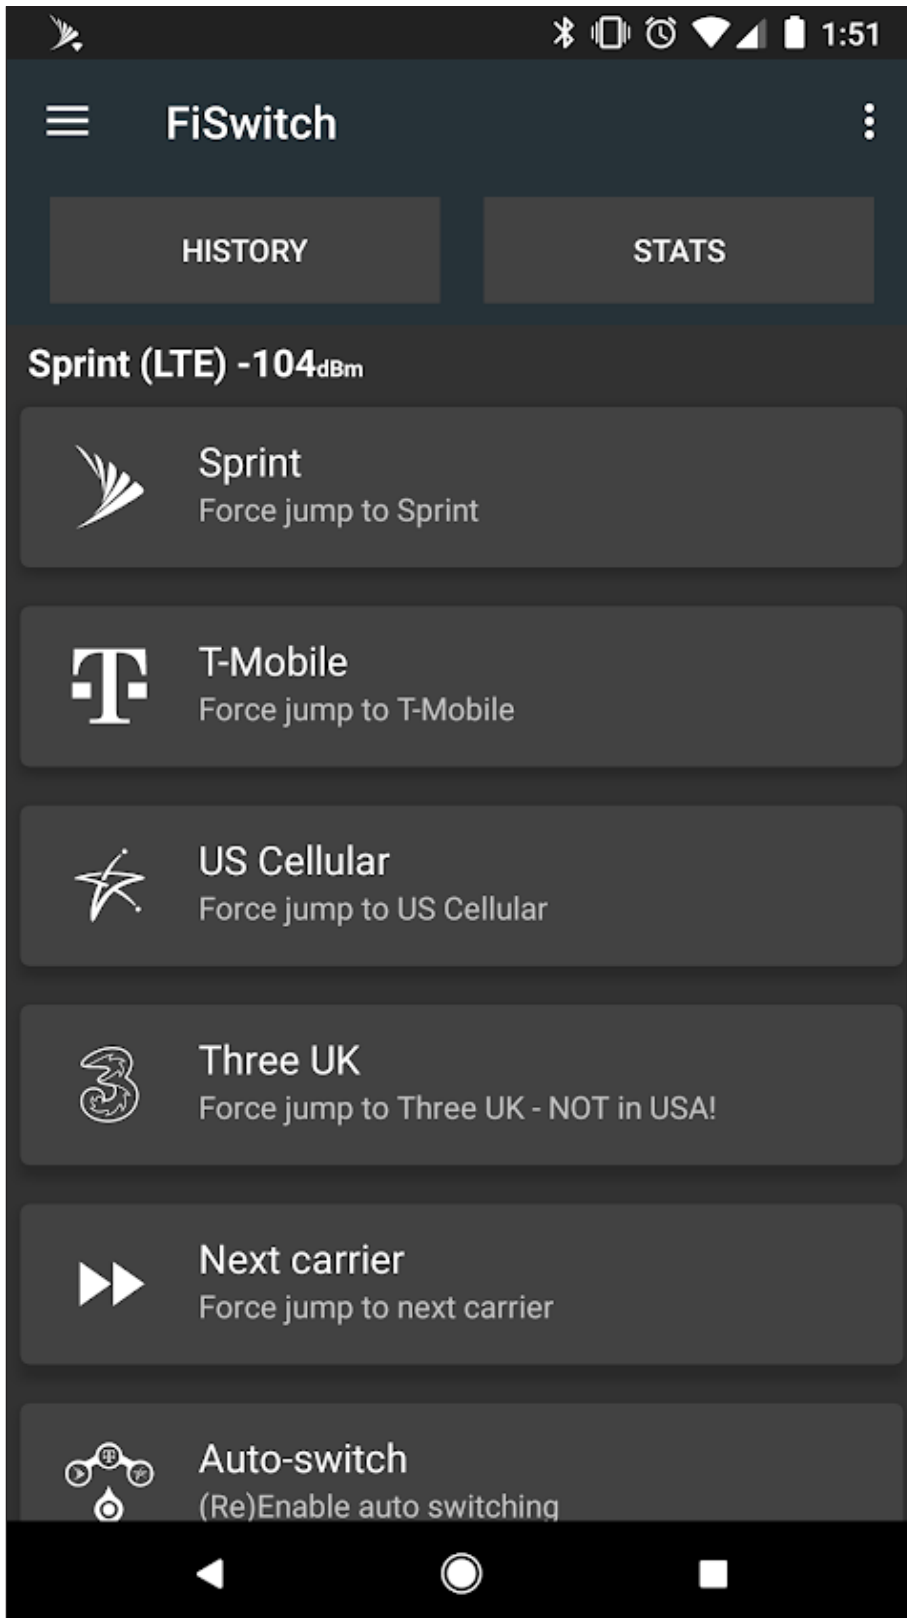 1:51
FiSwitch
HISTORY
STATS
Sprint (LTE) -104dBm
Sprint
Force jump to Sprint
T-Mobile
Force jump to T-Mobile
US Cellular
Force jump to US Cellular
Three UK
Force jump to Three UK - NOT in USA!
Next carrier
Force jump to next carrier
Auto-switch
(Re)Enable auto switching